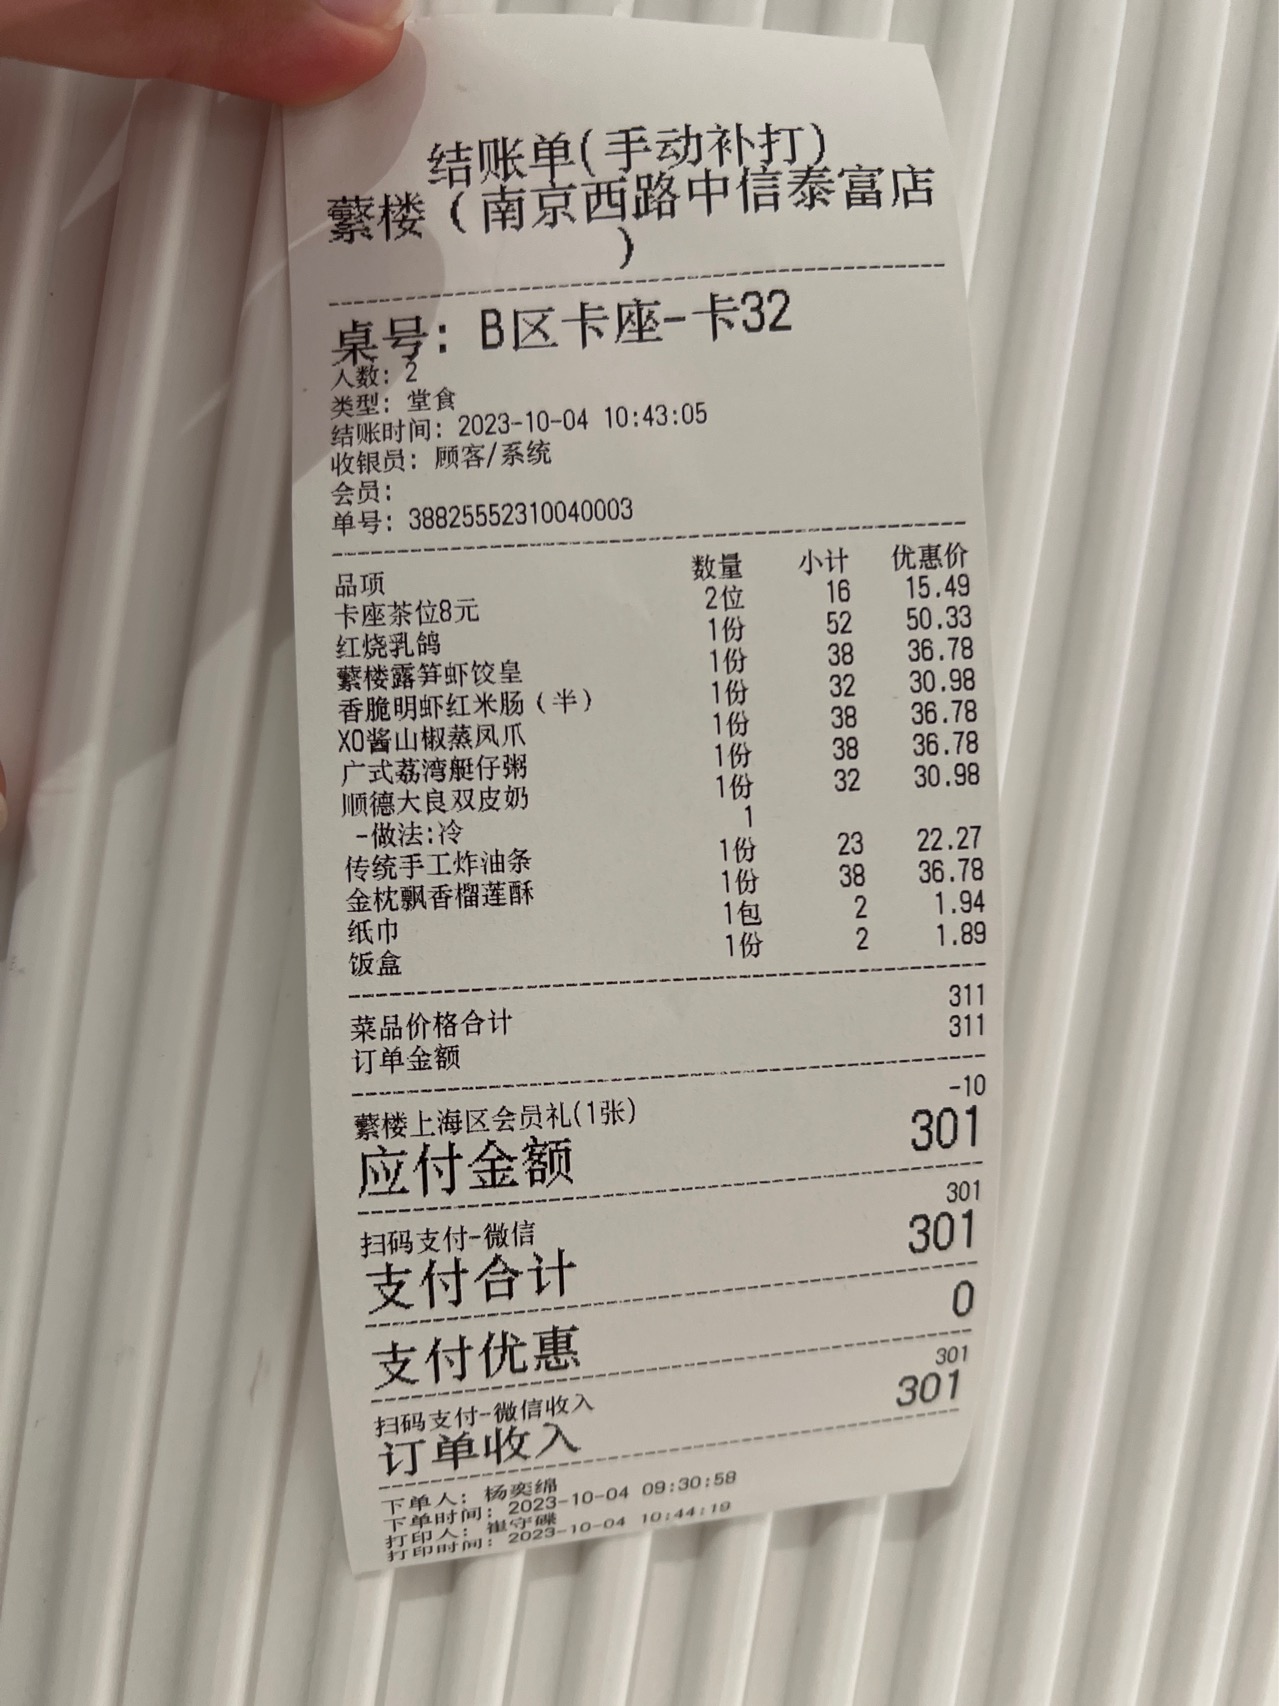 结账单(手动补打)
蘩楼（南京西路中信泰富店
）
桌号: B区卡座-卡32
人数: 2
类型: 堂食
结账时间: 2023-10-04 10:43:05
收银员: 顾客/系统
会员:
单号: 38825552310040003
品项 数量 小计 优惠价
卡座茶位8元 2位 16 15.49
红烧乳鸽 1份 52 50.33
蘩楼露笋虾饺皇 1份 38 36.78
香脆明虾红米肠（半） 1份 32 30.98
XO酱山椒蒸凤爪 1份 38 36.78
广式荔湾艇仔粥 1份 38 36.78
顺德大良双皮奶 1份 32 30.98
-做法:冷 1
传统手工炸油条 1份 23 22.27
金枕飘香榴莲酥 1份 38 36.78
纸巾 1包 2 1.94
饭盒 1份 2 1.89
菜品价格合计 311
订单金额 311
蘩楼上海区会员礼(1张) -10
应付金额 301
扫码支付-微信 301
支付合计 301
支付优惠 0
扫码支付-微信收入 301
订单收入 301
下单人: 杨奕绵
下单时间: 2023-10-04 09:30:58
打印人: 崔守碟
打印时间: 2023-10-04 10:44:19